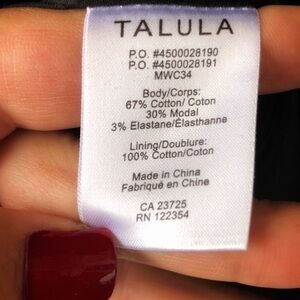 TALULA
P.O. #4500028190
P.O. #4500028191
MWC34
Body/Corps:
67% Cotton/ Coton
30% Modal
3% Elastane/Élasthanne
Lining/Doublure:
100% Cotton/Coton
Made in China
Fabriqué en Chine
CA 23725
RN 122354